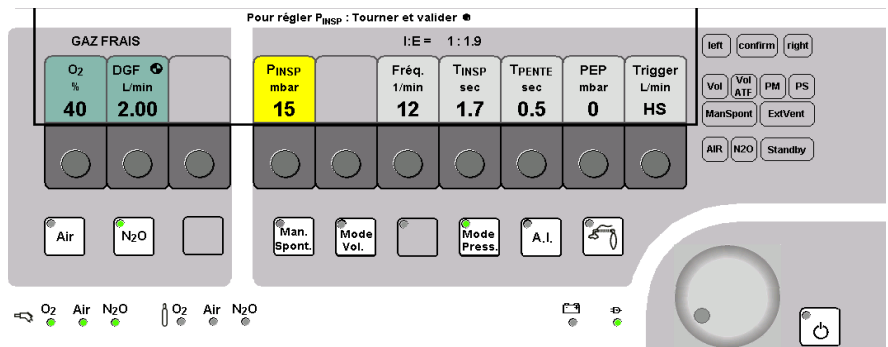 Pour régler PINSP : Tourner et valider
GAZ FRAIS
I:E = 1 : 1.9
O2
%
40
DGF
L/min
2.00
PINSP
mbar
15
Fréq.
1/min
12
TINSP
sec
1.7
TPENTE
sec
0.5
PEP
mbar
0
Trigger
L/min
HS
left confirm right
Vol
Vol
ATF
PM PS
ManSpont ExtVent
AIR N2O Standby
Air
N2O
Man.
Spont.
Mode
Vol.
Mode
Press.
A.I.
O2 Air N2O
O2 Air N2O